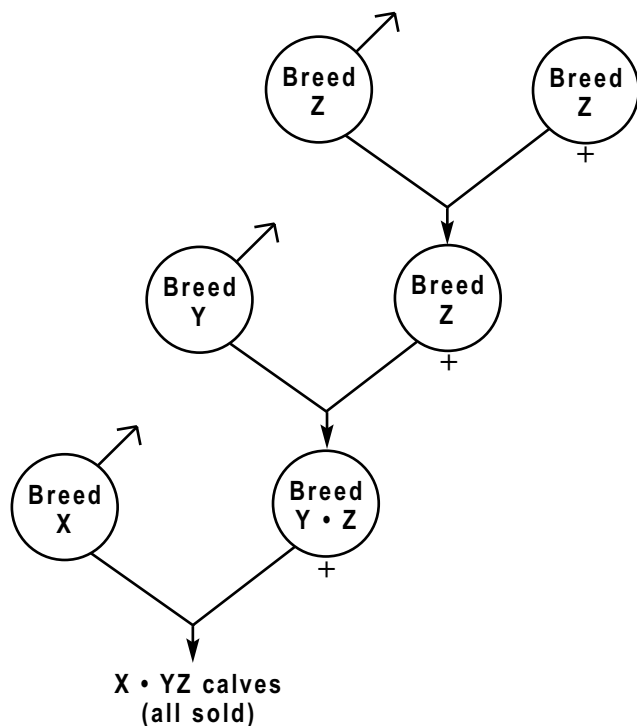 Breed
Z
Breed
Z
Breed
Y
Breed
Z
Breed
X
Breed
Y • Z
X • YZ calves
(all sold)